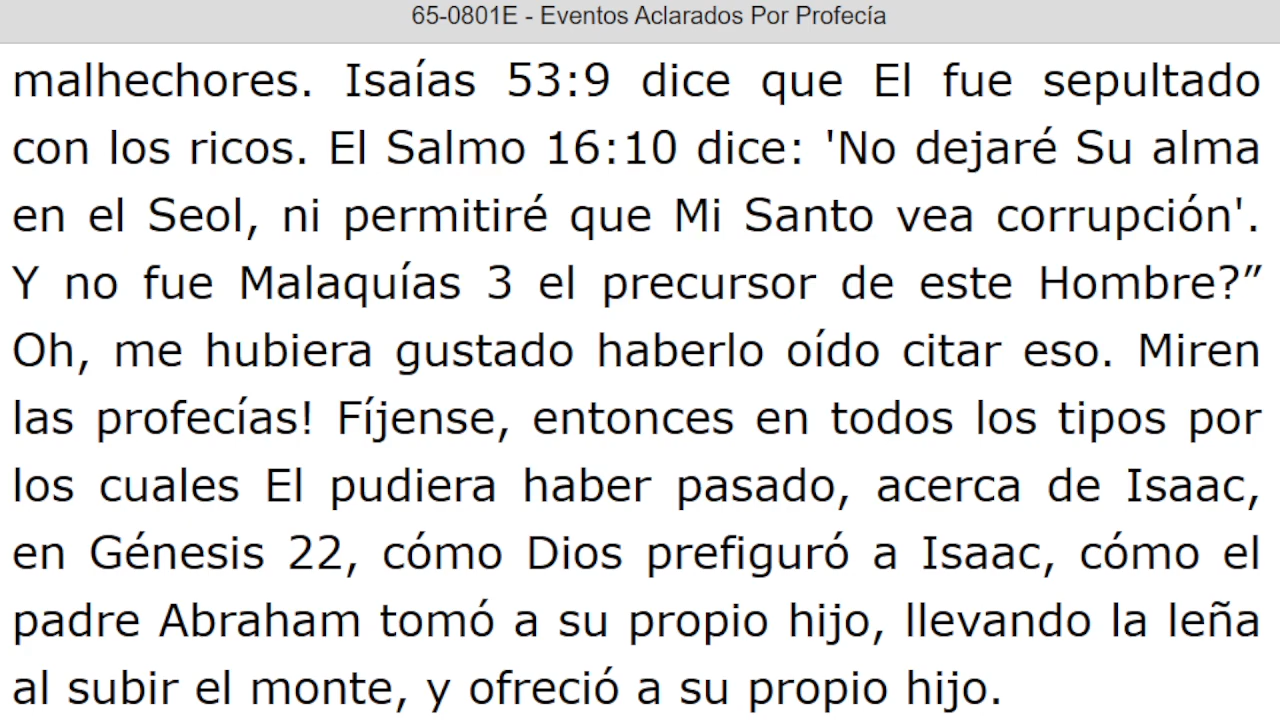 65-0801E - Eventos Aclarados Por Profecía
malhechores. Isaías 53:9 dice que El fue sepultado
con los ricos. El Salmo 16:10 dice: 'No dejaré Su alma
en el Seol, ni permitiré que Mi Santo vea corrupción'.
Y no fue Malaquías 3 el precursor de este Hombre?”
Oh, me hubiera gustado haberlo oído citar eso. Miren
las profecías! Fíjense, entonces en todos los tipos por
los cuales El pudiera haber pasado, acerca de Isaac,
en Génesis 22, cómo Dios prefiguró a Isaac, cómo el
padre Abraham tomó a su propio hijo, llevando la leña
al subir el monte, y ofreció a su propio hijo.